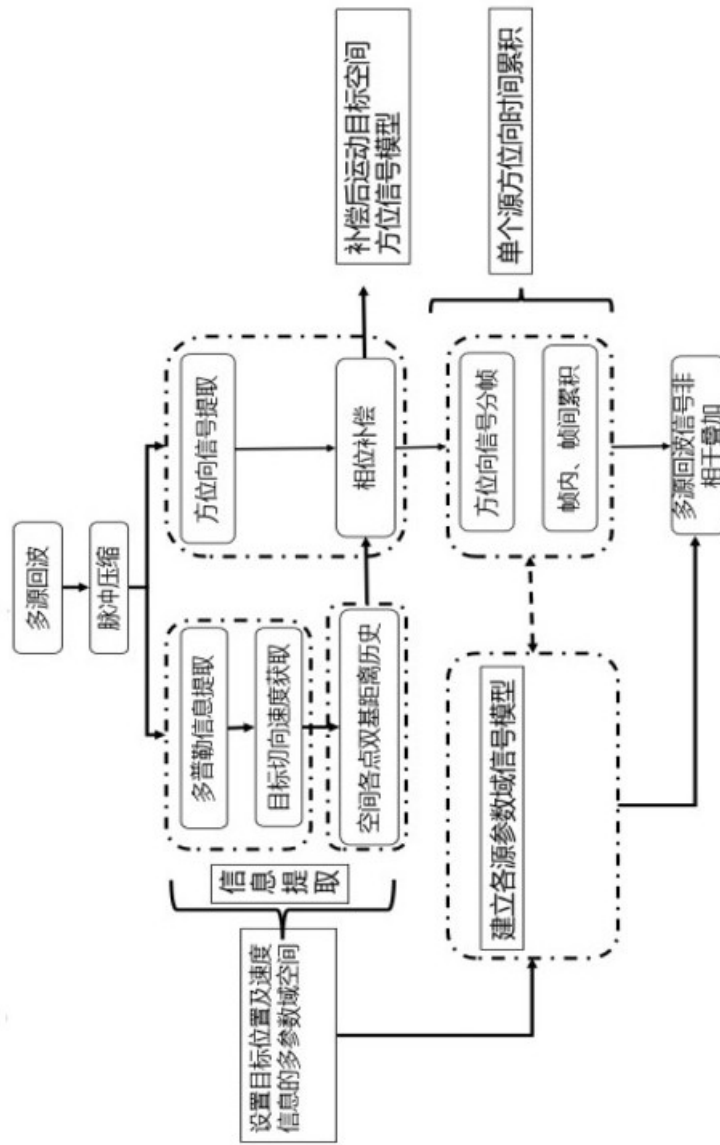 多源回波
脉冲压缩
多普勒信息提取
目标切向速度获取
空间各点双基距离历史
方位向信号提取
相位补偿
信息
提取
设置目标位置及速度
信息的多参数域空间
补偿后运动目标空间
方位信号模型
建立各源参数域信号模型
方位向信号分帧
帧内、帧间累积
单个源方位向时间累积
多源回波信号非
相干叠加